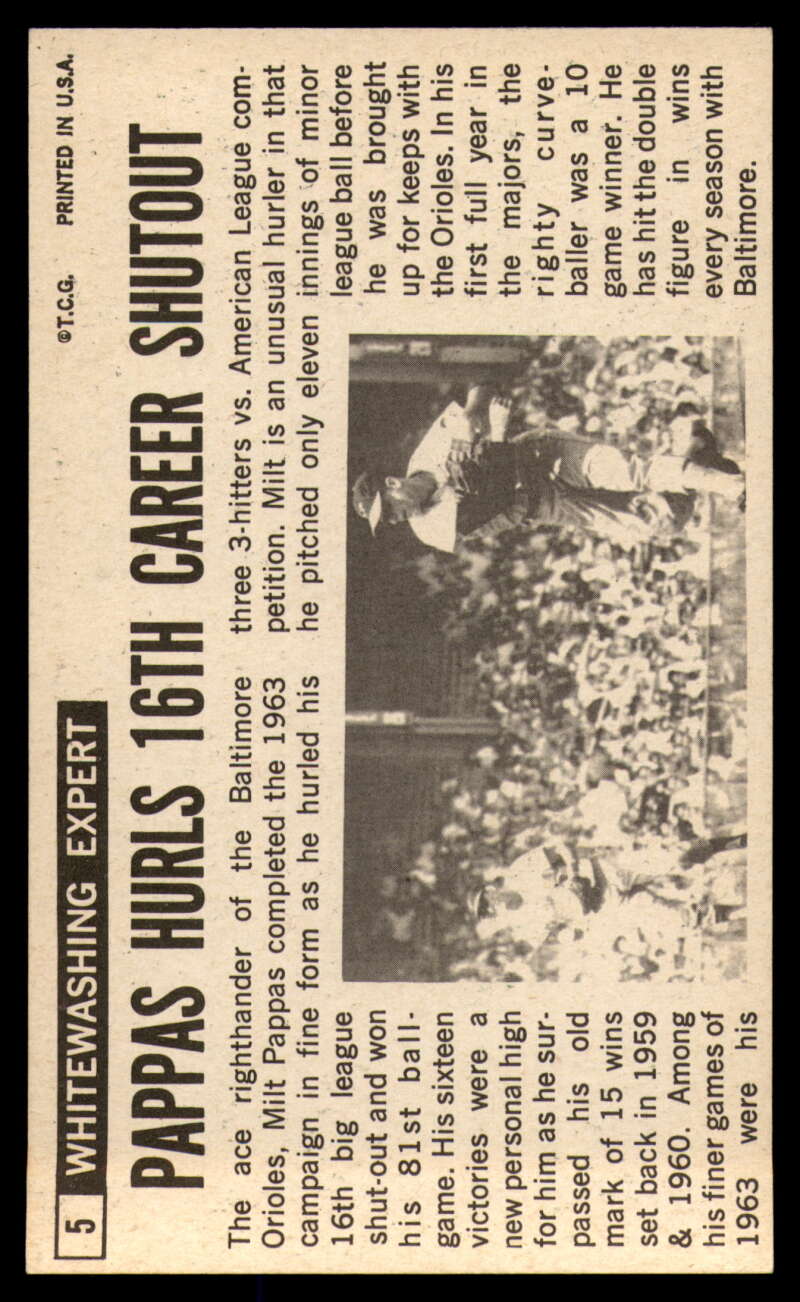 5 WHITEWASHING EXPERT
©T.C.G. PRINTED IN U.S.A.
PAPPAS HURLS 16TH CAREER SHUTOUT
The ace righthander of the Baltimore
Orioles, Milt Pappas completed the 1963
campaign in fine form as he hurled his
16th big league
shut-out and won
his 81st ball-
game. His sixteen
victories were a
new personal high
for him as he sur-
passed his old
mark of 15 wins
set back in 1959
& 1960. Among
his finer games of
1963 were his
three 3-hitters vs. American League com-
petition. Milt is an unusual hurler in that
he pitched only eleven innings of minor
league ball before
he was brought
up for keeps with
the Orioles. In his
first full year in
the majors, the
righty curve-
baller was a 10
game winner. He
has hit the double
figure in wins
every season with
Baltimore.